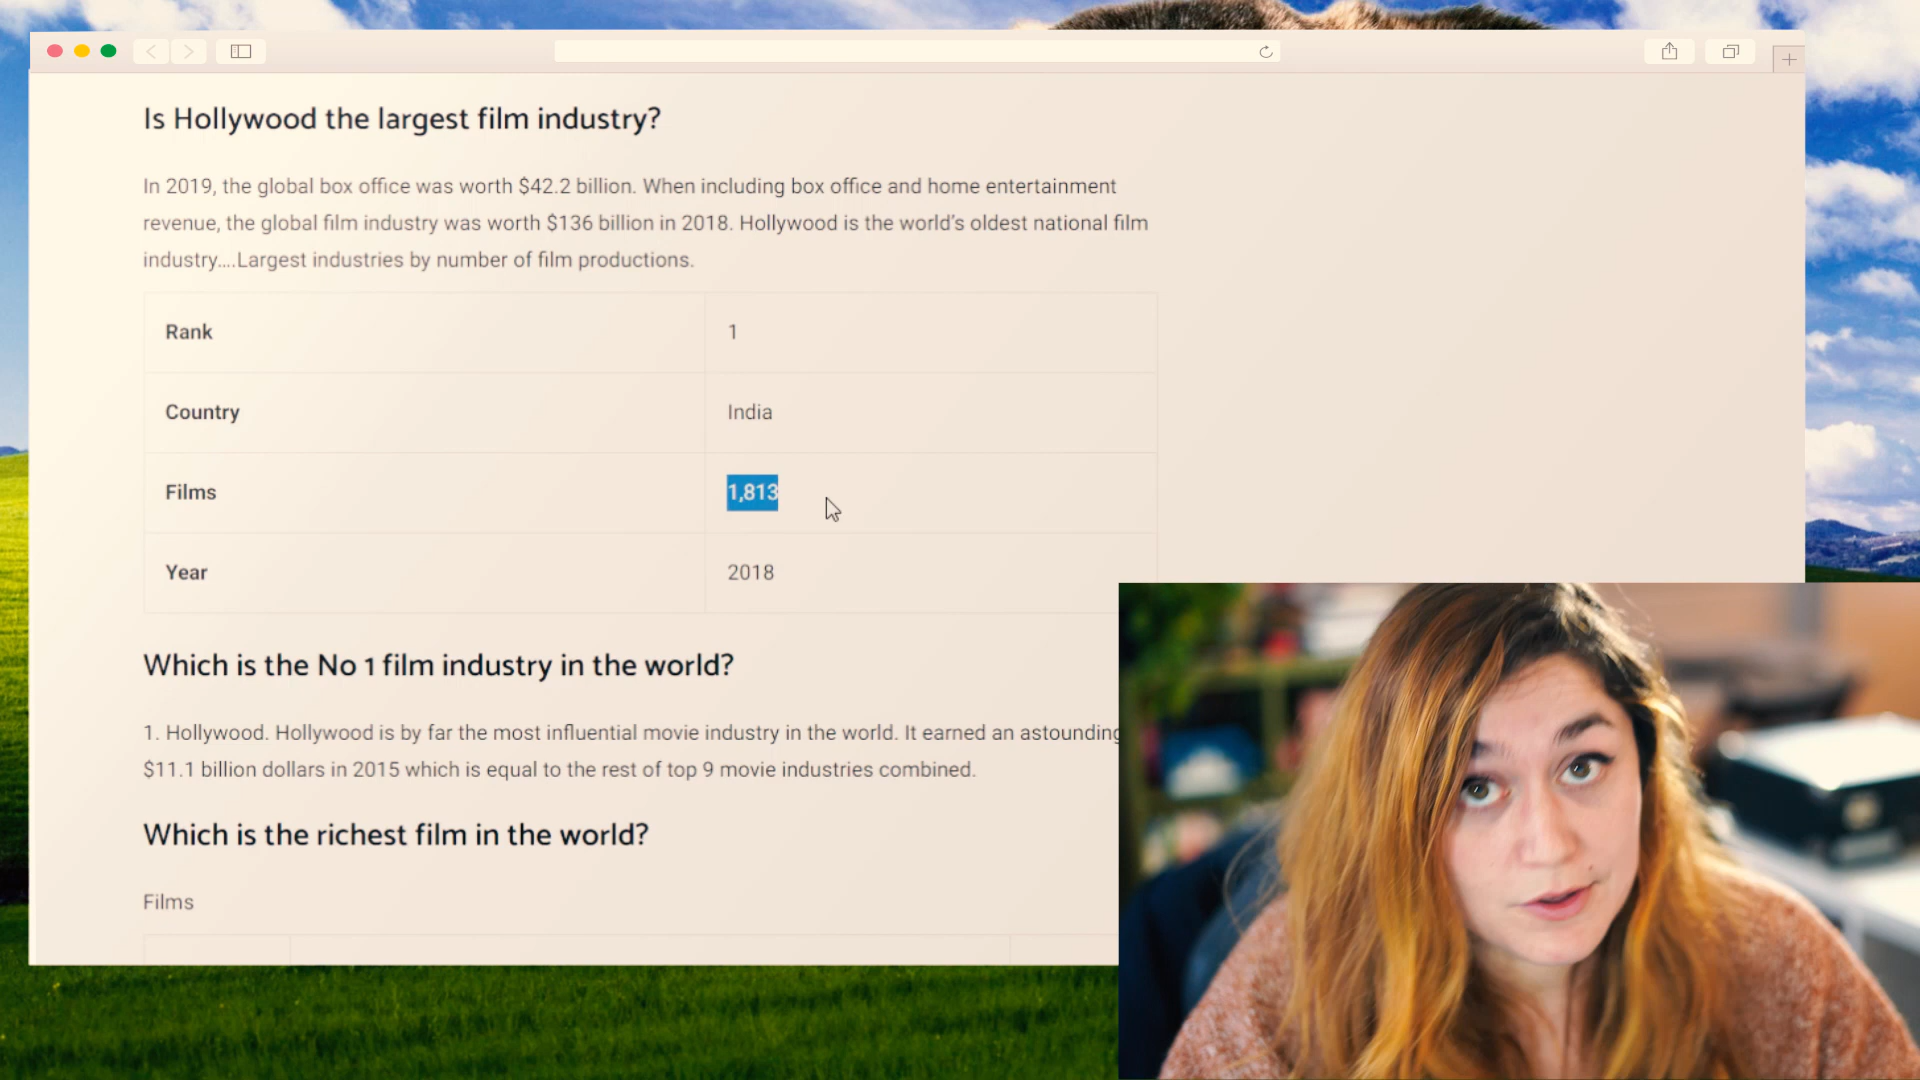 Is Hollywood the largest film industry?
In 2019, the global box office was worth $42.2 billion. When including box office and home entertainment
revenue, the global film industry was worth $136 billion in 2018. Hollywood is the world's oldest national film
industry....Largest industries by number of film productions.
Rank 1
Country India
Films 1,813
Year 2018
Which is the No 1 film industry in the world?
1. Hollywood. Hollywood is by far the most influential movie industry in the world. It earned an astounding
$11.1 billion dollars in 2015 which is equal to the rest of top 9 movie industries combined.
Which is the richest film in the world?
Films